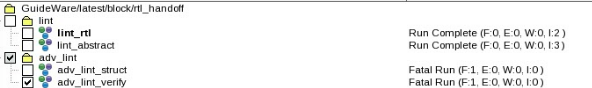 GuideWare/latest/block/rtl_handoff
lint
lint_rtl Run Complete (F:0, E:0, W:0, I:2 )
lint_abstract Run Complete (F:0, E:0, W:0, I:3 )
adv_lint
adv_lint_struct Fatal Run (F:1, E:0, W:0, I:0 )
adv_lint_verify Fatal Run (F:1, E:0, W:0, I:0 )